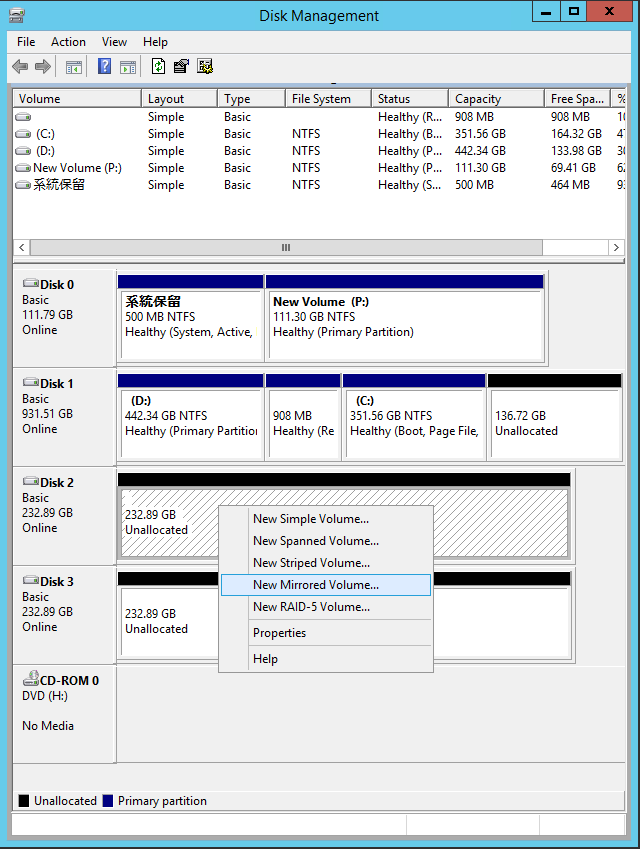 Disk Management
File Action View Help
Volume Layout Type File System Status Capacity Free Spa... %
Simple Basic Healthy (R... 908 MB 908 MB 10
(C:) Simple Basic NTFS Healthy (B... 351.56 GB 164.32 GB 47
(D:) Simple Basic NTFS Healthy (P... 442.34 GB 133.98 GB 30
New Volume (P:) Simple Basic NTFS Healthy (P... 111.30 GB 69.41 GB 62
系統保留 Simple Basic NTFS Healthy (S... 500 MB 464 MB 93
Disk 0
Basic
111.79 GB
Online
系統保留
500 MB NTFS
Healthy (System, Active,
New Volume (P:)
111.30 GB NTFS
Healthy (Primary Partition)
Disk 1
Basic
931.51 GB
Online
(D:)
442.34 GB NTFS
Healthy (Primary Partition
908 MB
Healthy (Re
(C:)
351.56 GB NTFS
Healthy (Boot, Page File,
136.72 GB
Unallocated
Disk 2
Basic
232.89 GB
Online
232.89 GB
Unallocated
New Simple Volume...
New Spanned Volume...
New Striped Volume...
New Mirrored Volume...
New RAID-5 Volume...
Properties
Help
Disk 3
Basic
232.89 GB
Online
232.89 GB
Unallocated
CD-ROM 0
DVD (H:)
No Media
Unallocated Primary partition